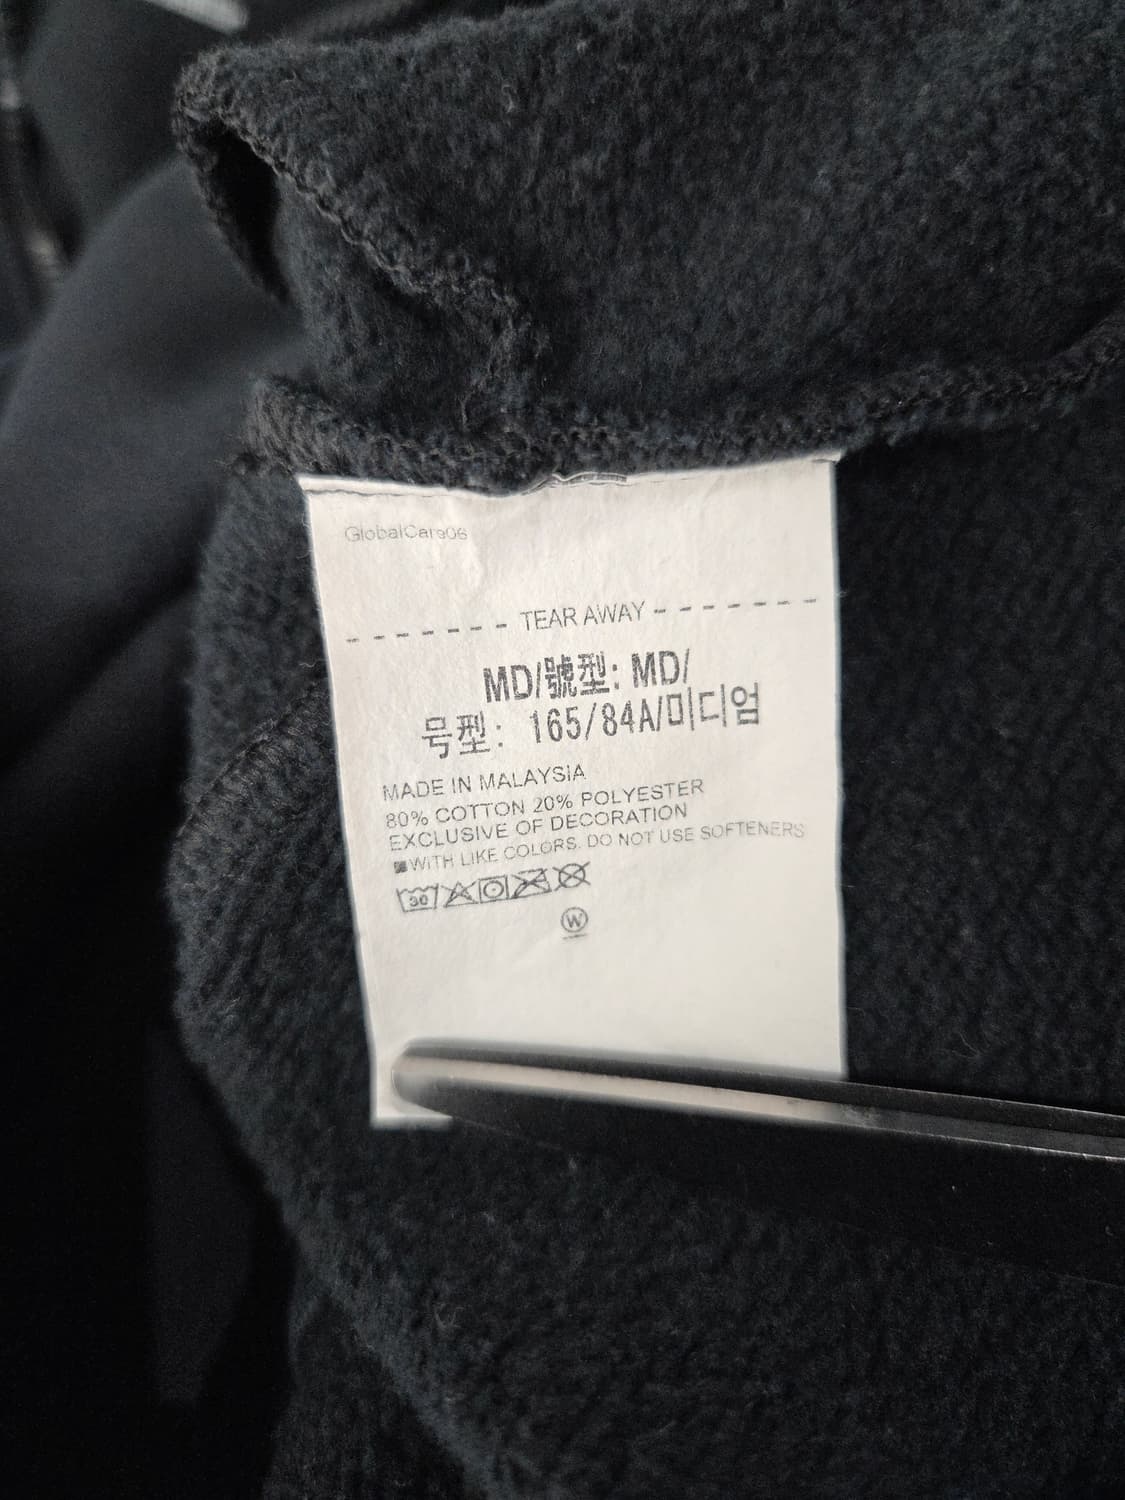 GlobalCare06
TEAR AWAY
MD/號型: MD/
号型: 165/84A/미디엄
MADE IN MALAYSIA
80% COTTON 20% POLYESTER
EXCLUSIVE OF DECORATION
WITH LIKE COLORS. DO NOT USE SOFTENERS
30
W